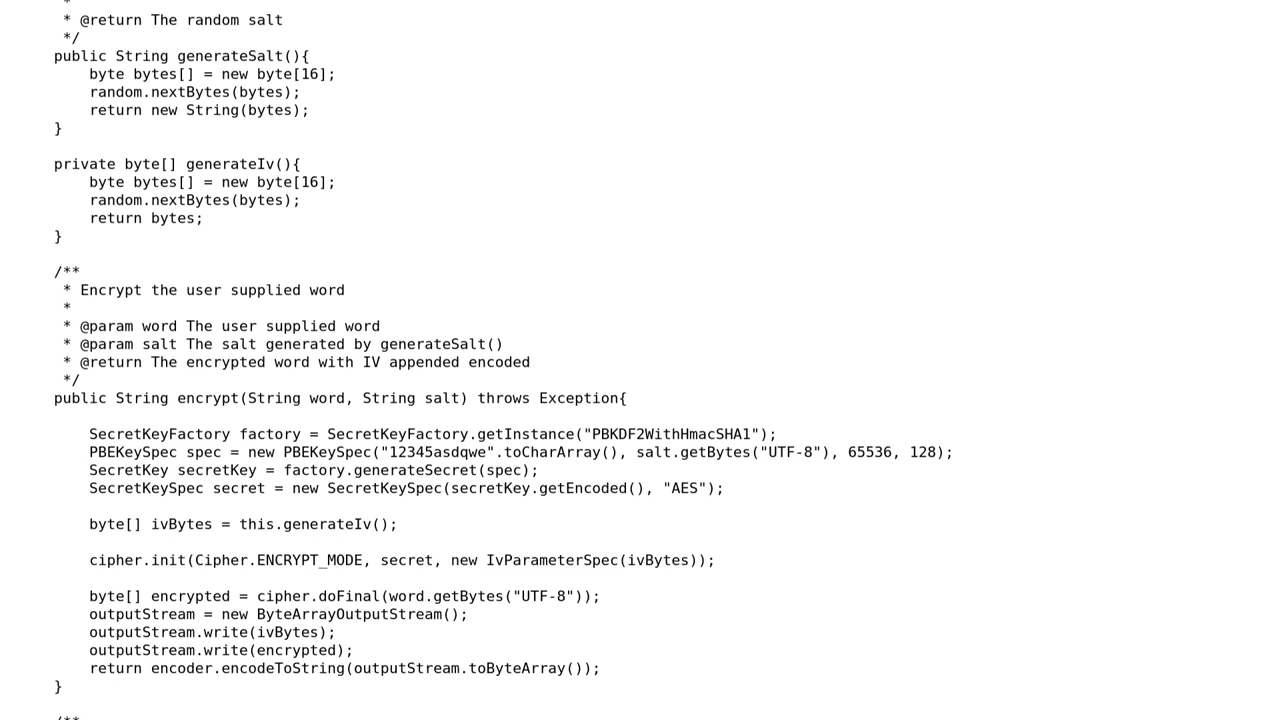 *
* @return The random salt
*/
public String generateSalt(){
byte bytes[] = new byte[16];
random.nextBytes(bytes);
return new String(bytes);
}
private byte[] generateIv(){
byte bytes[] = new byte[16];
random.nextBytes(bytes);
return bytes;
}
/**
* Encrypt the user supplied word
*
* @param word The user supplied word
* @param salt The salt generated by generateSalt()
* @return The encrypted word with IV appended encoded
*/
public String encrypt(String word, String salt) throws Exception{
SecretKeyFactory factory = SecretKeyFactory.getInstance("PBKDF2WithHmacSHA1");
PBEKeySpec spec = new PBEKeySpec("12345asdqwe".toCharArray(), salt.getBytes("UTF-8"), 65536, 128);
SecretKey secretKey = factory.generateSecret(spec);
SecretKeySpec secret = new SecretKeySpec(secretKey.getEncoded(), "AES");
byte[] ivBytes = this.generateIv();
cipher.init(Cipher.ENCRYPT_MODE, secret, new IvParameterSpec(ivBytes));
byte[] encrypted = cipher.doFinal(word.getBytes("UTF-8"));
outputStream = new ByteArrayOutputStream();
outputStream.write(ivBytes);
outputStream.write(encrypted);
return encoder.encodeToString(outputStream.toByteArray());
}
/**